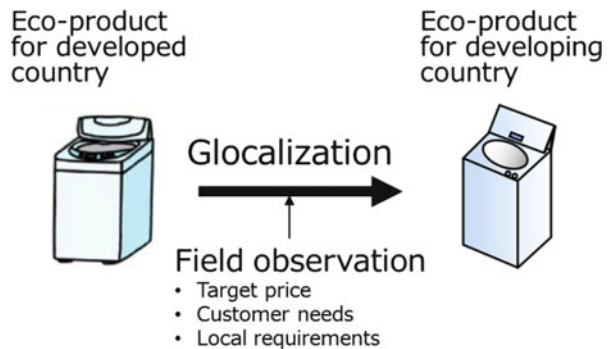 Eco-product
for developed
country
Eco-product
for developing
country
Glocalization
Field observation
• Target price
• Customer needs
• Local requirements